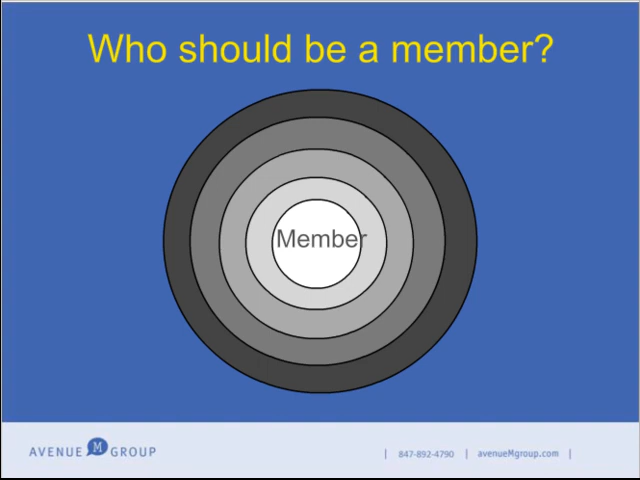 Who should be a member?
Member
AVENUE M GROUP
| 847-892-4790 | avenueMgroup.com |